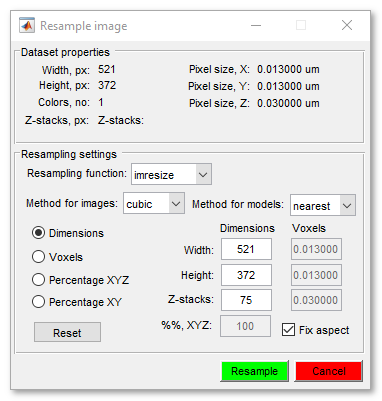 Resample image
Dataset properties
Width, px: 521 Pixel size, X: 0.013000 um
Height, px: 372 Pixel size, Y: 0.013000 um
Colors, no: 1 Pixel size, Z: 0.030000 um
Z-stacks, px: Z-stacks:
Resampling settings
Resampling function: imresize
Method for images: cubic Method for models: nearest
Dimensions Voxels
Dimensions Width: 521 0.013000
Voxels Height: 372 0.013000
Percentage XYZ Z-stacks: 75 0.030000
Percentage XY %%, XYZ: 100 Fix aspect
Reset
Resample Cancel